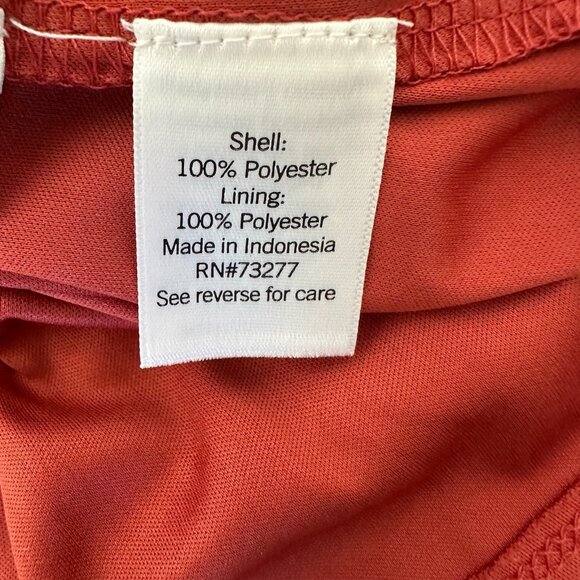 Shell:
100% Polyester
Lining:
100% Polyester
Made in Indonesia
RN#73277
See reverse for care